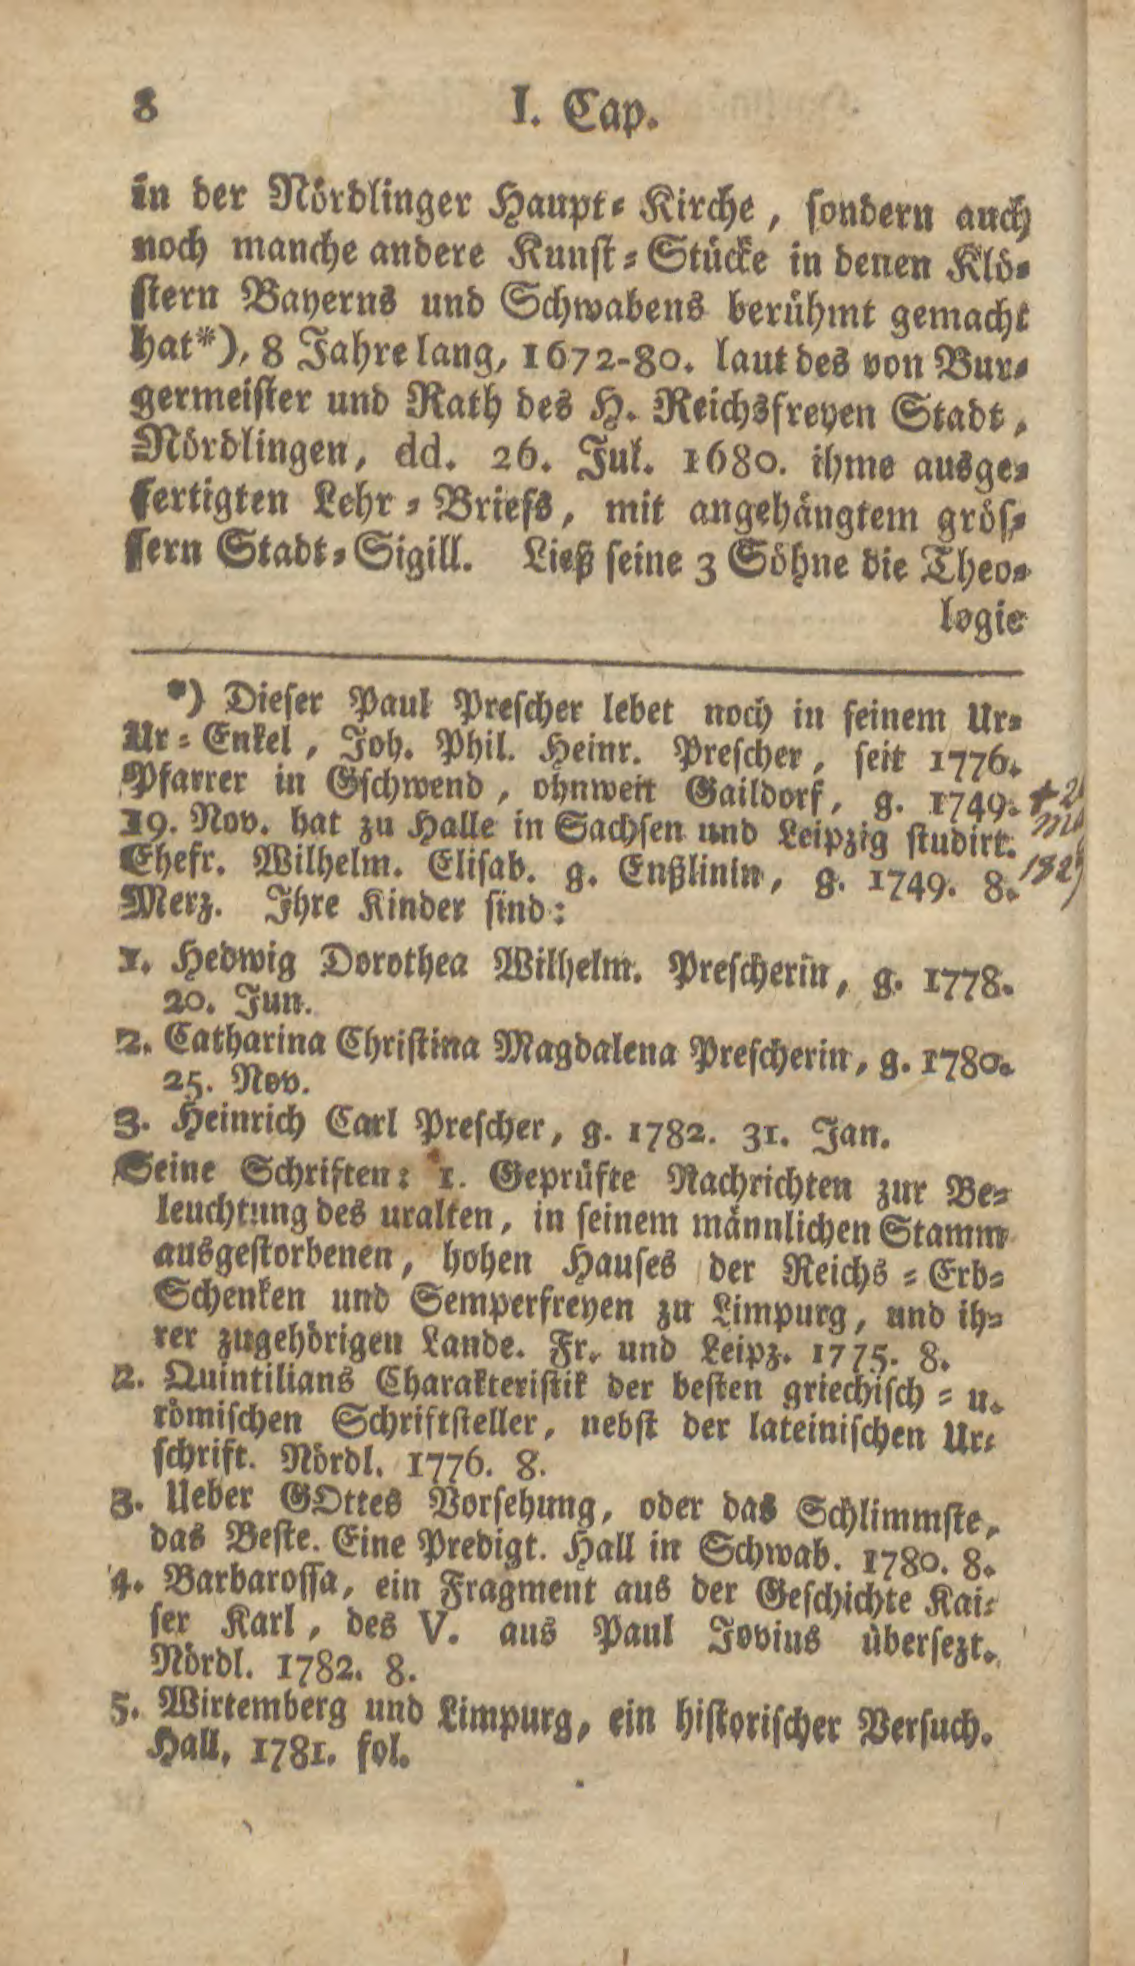 8 I. Cap.
in der Nördlinger Haupt-Kirche, sondern auch
noch manche andere Kunst-Stücke in denen Klö-
stern Bayerns und Schwabens berühmt gemacht
hat*), 8 Jahre lang, 1672-80. laut des von Bur-
germeister und Rath des H. Reichsfreyen Stadt,
Nördlingen, dd. 26. Jul. 1680. ihme ausge-
fertigten Lehr-Briefs, mit angehängtem grös-
sern Stadt-Sigill. Ließ seine 3 Söhne die Theo-
logie
*) Dieser Paul Prescher lebet noch in seinem Ur-
Ur-Enkel, Joh. Phil. Heinr. Prescher, seit 1776.
Pfarrer in Gschwend, ohnweit Gaildorf, g. 1749.
19. Nov. hat zu Halle in Sachsen und Leipzig studirt.
Ehefr. Wilhelm. Elisab. g. Enßlinin, g. 1749. 8.
Merz. Ihre Kinder sind:
1. Hedwig Dorothea Wilhelm. Prescherin, g. 1778.
20. Jun.
2. Catharina Christina Magdalena Prescherin, g. 1780.
25. Nov.
3. Heinrich Carl Prescher, g. 1782. 31. Jan.
Seine Schriften: 1. Geprüfte Nachrichten zur Be-
leuchtung des uralten, in seinem männlichen Stamm
ausgestorbenen, hohen Hauses der Reichs-Erb-
Schenken und Semperfreyen zu Limpurg, und ih-
rer zugehörigen Lande. Fr. und Leipz. 1775. 8.
2. Quintilians Charakteristik der besten griechisch-u.
römischen Schriftsteller, nebst der lateinischen Ur-
schrift. Nördl. 1776. 8.
3. Ueber GOttes Vorsehung, oder das Schlimmste,
das Beste. Eine Predigt. Hall in Schwab. 1780. 8.
4. Barbarossa, ein Fragment aus der Geschichte Kai-
ser Karl, des V. aus Paul Jovius übersezt.
Nördl. 1782. 8.
5. Wirtemberg und Limpurg, ein historischer Versuch.
Hall, 1781. fol.